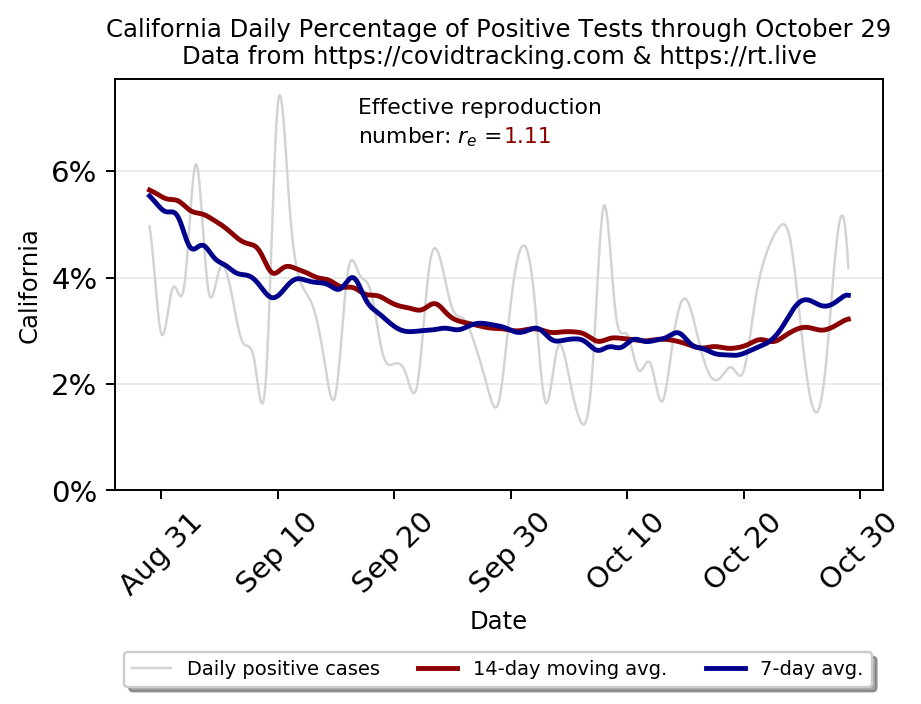 California Daily Percentage of Positive Tests through October 29
Data from https://covidtracking.com & https://rt.live
Effective reproduction
number: rₑ =1.11
6%
4%
2%
0%
California
Aug 31
Sep 10
Sep 20
Sep 30
Oct 10
Oct 20
Oct 30
Date
Daily positive cases
14-day moving avg.
7-day avg.